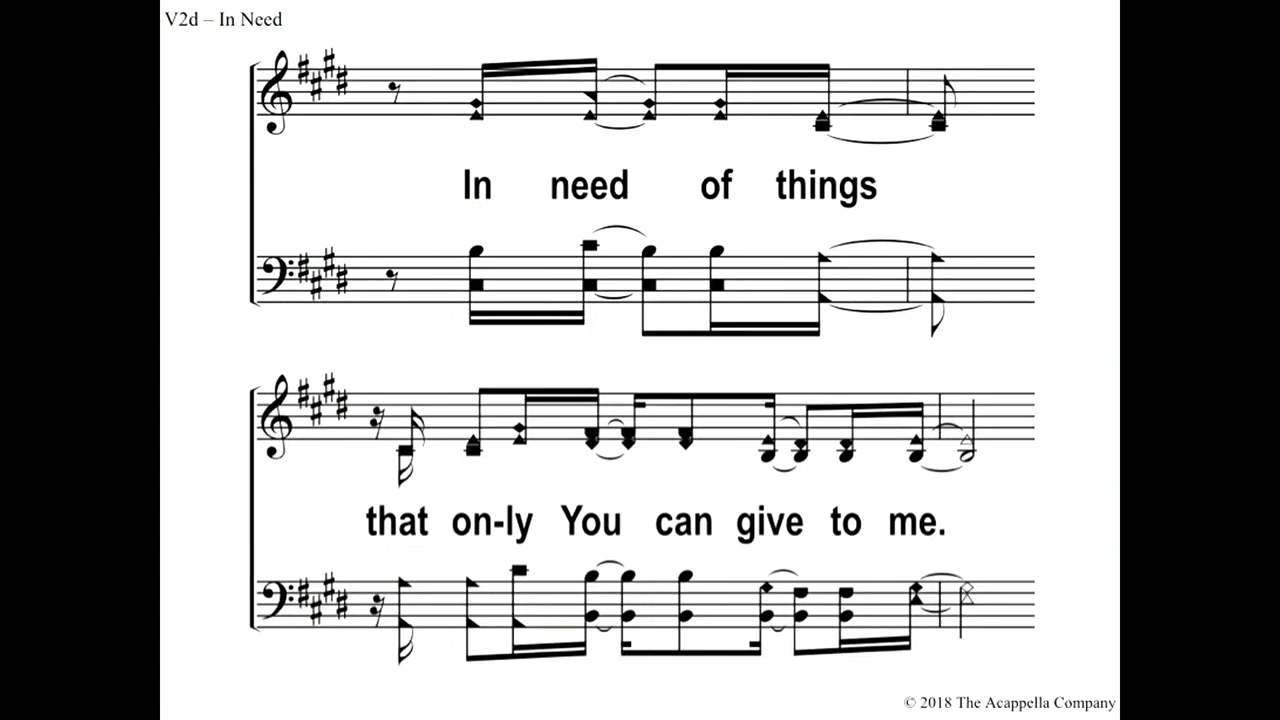 V2d – In Need
In need of things
that on-ly You can give to me.
© 2018 The Acappella Company